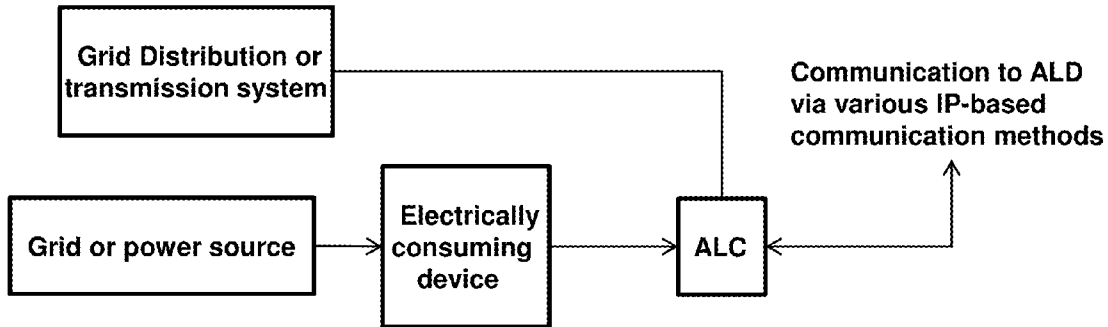 Grid Distribution or
transmission system
Communication to ALD
via various IP-based
communication methods
Grid or power source
Electrically
consuming
device
ALC